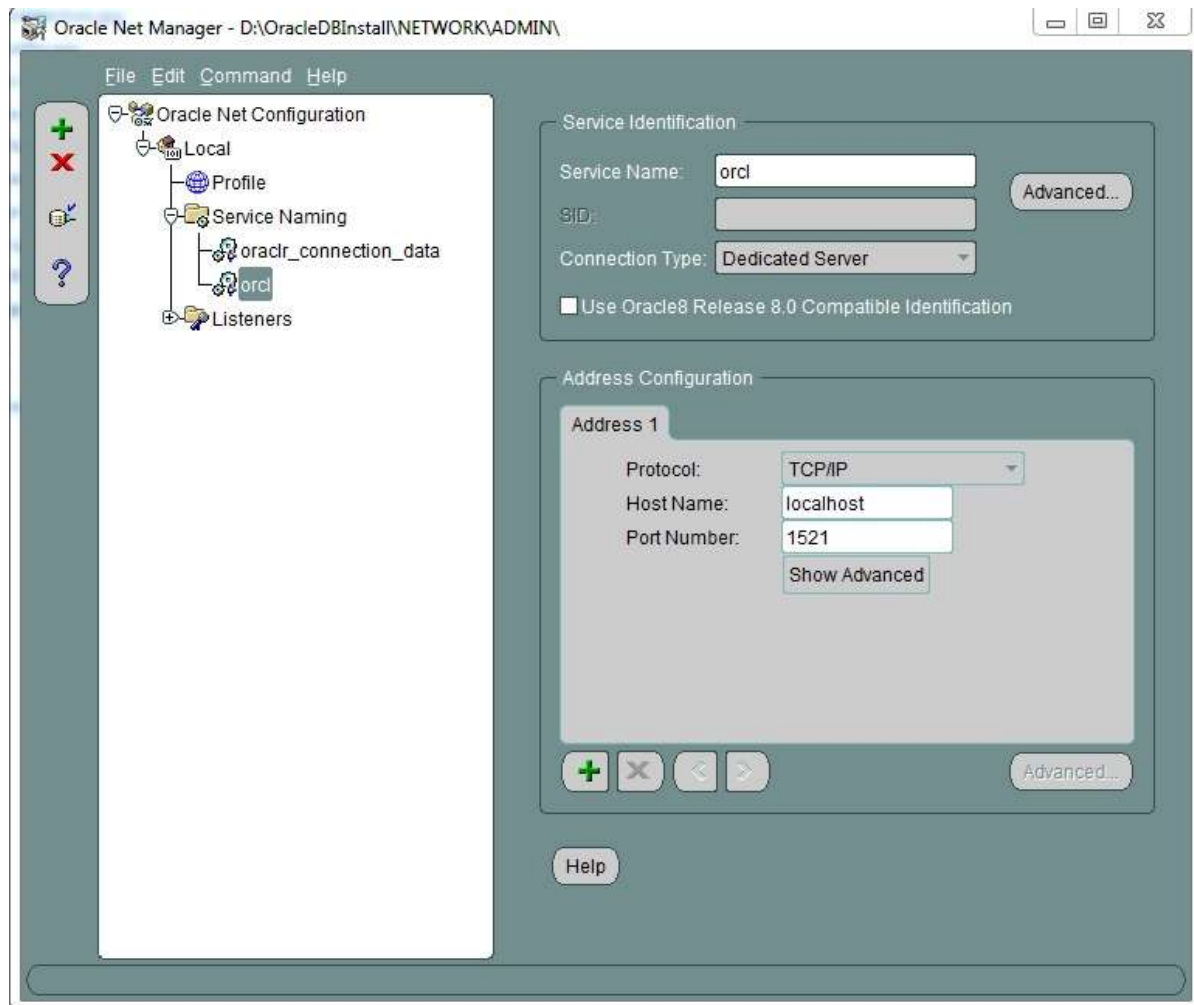 Oracle Net Manager - D:\OracleDBInstall\NETWORK\ADMIN\
File Edit Command Help
Oracle Net Configuration
Local
Profile
Service Naming
oraclr_connection_data
orcl
Listeners
Service Identification
Service Name: orcl
Advanced...
SID:
Connection Type: Dedicated Server
Use Oracle8 Release 8.0 Compatible Identification
Address Configuration
Address 1
Protocol: TCP/IP
Host Name: localhost
Port Number: 1521
Show Advanced
Advanced...
Help